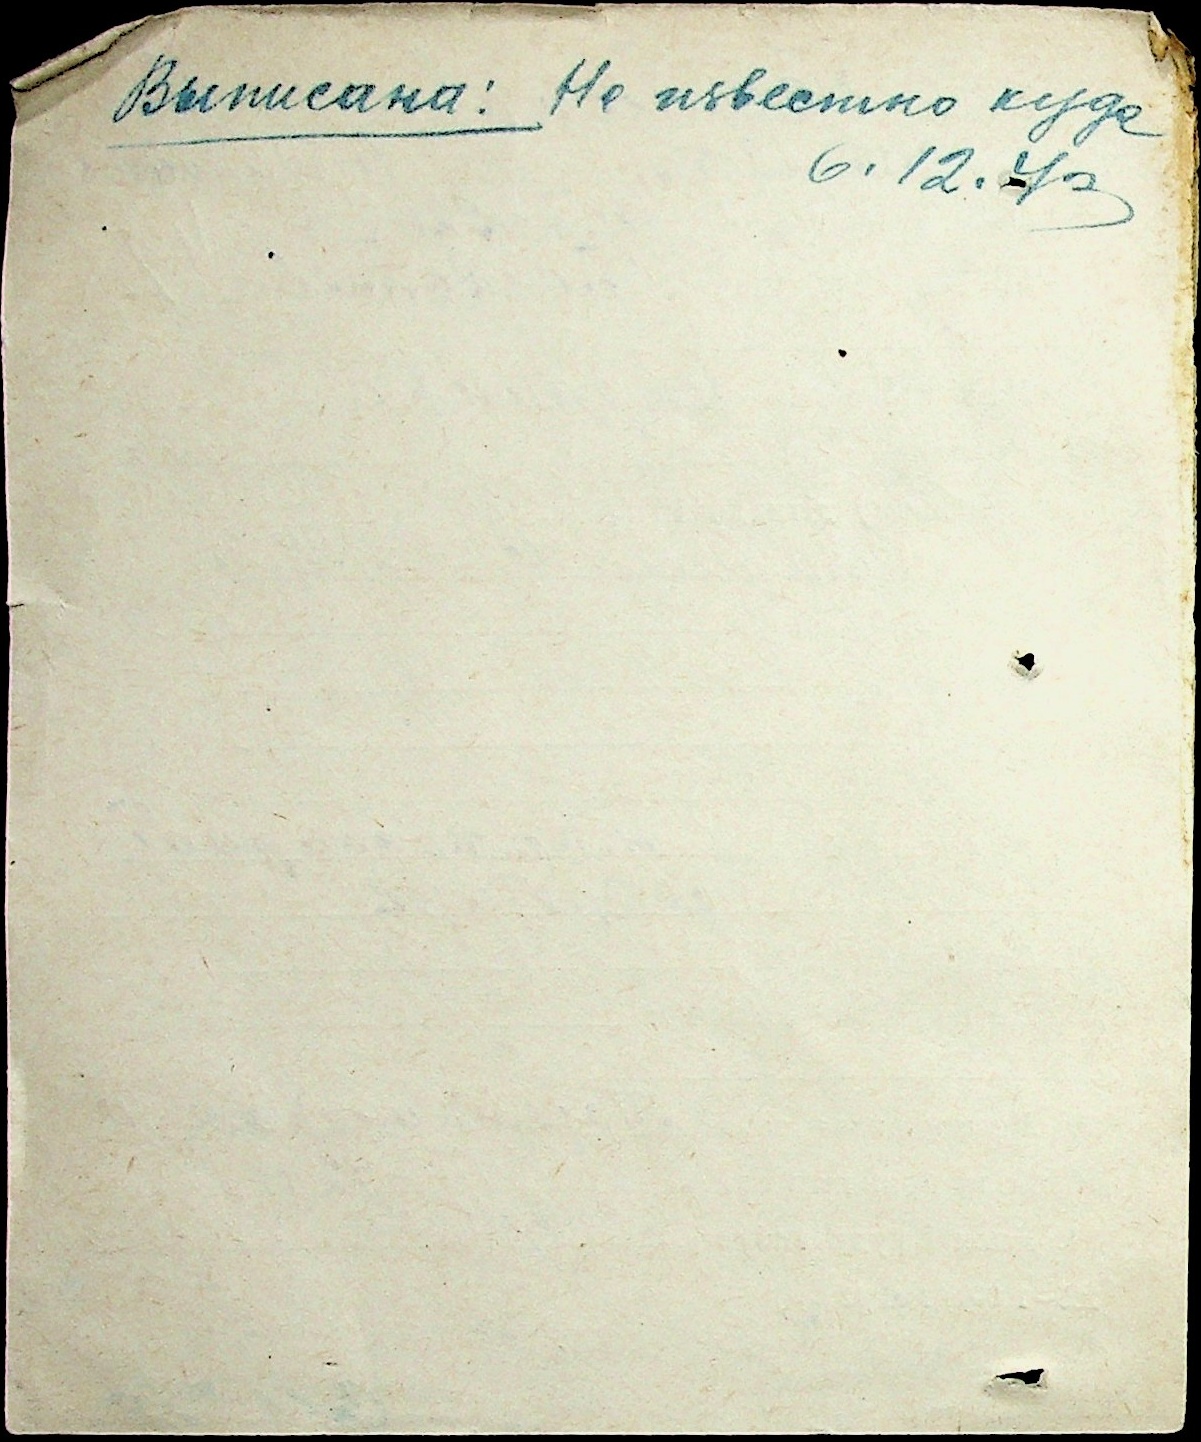 Выписана: Не известно куда
6. 12. 43